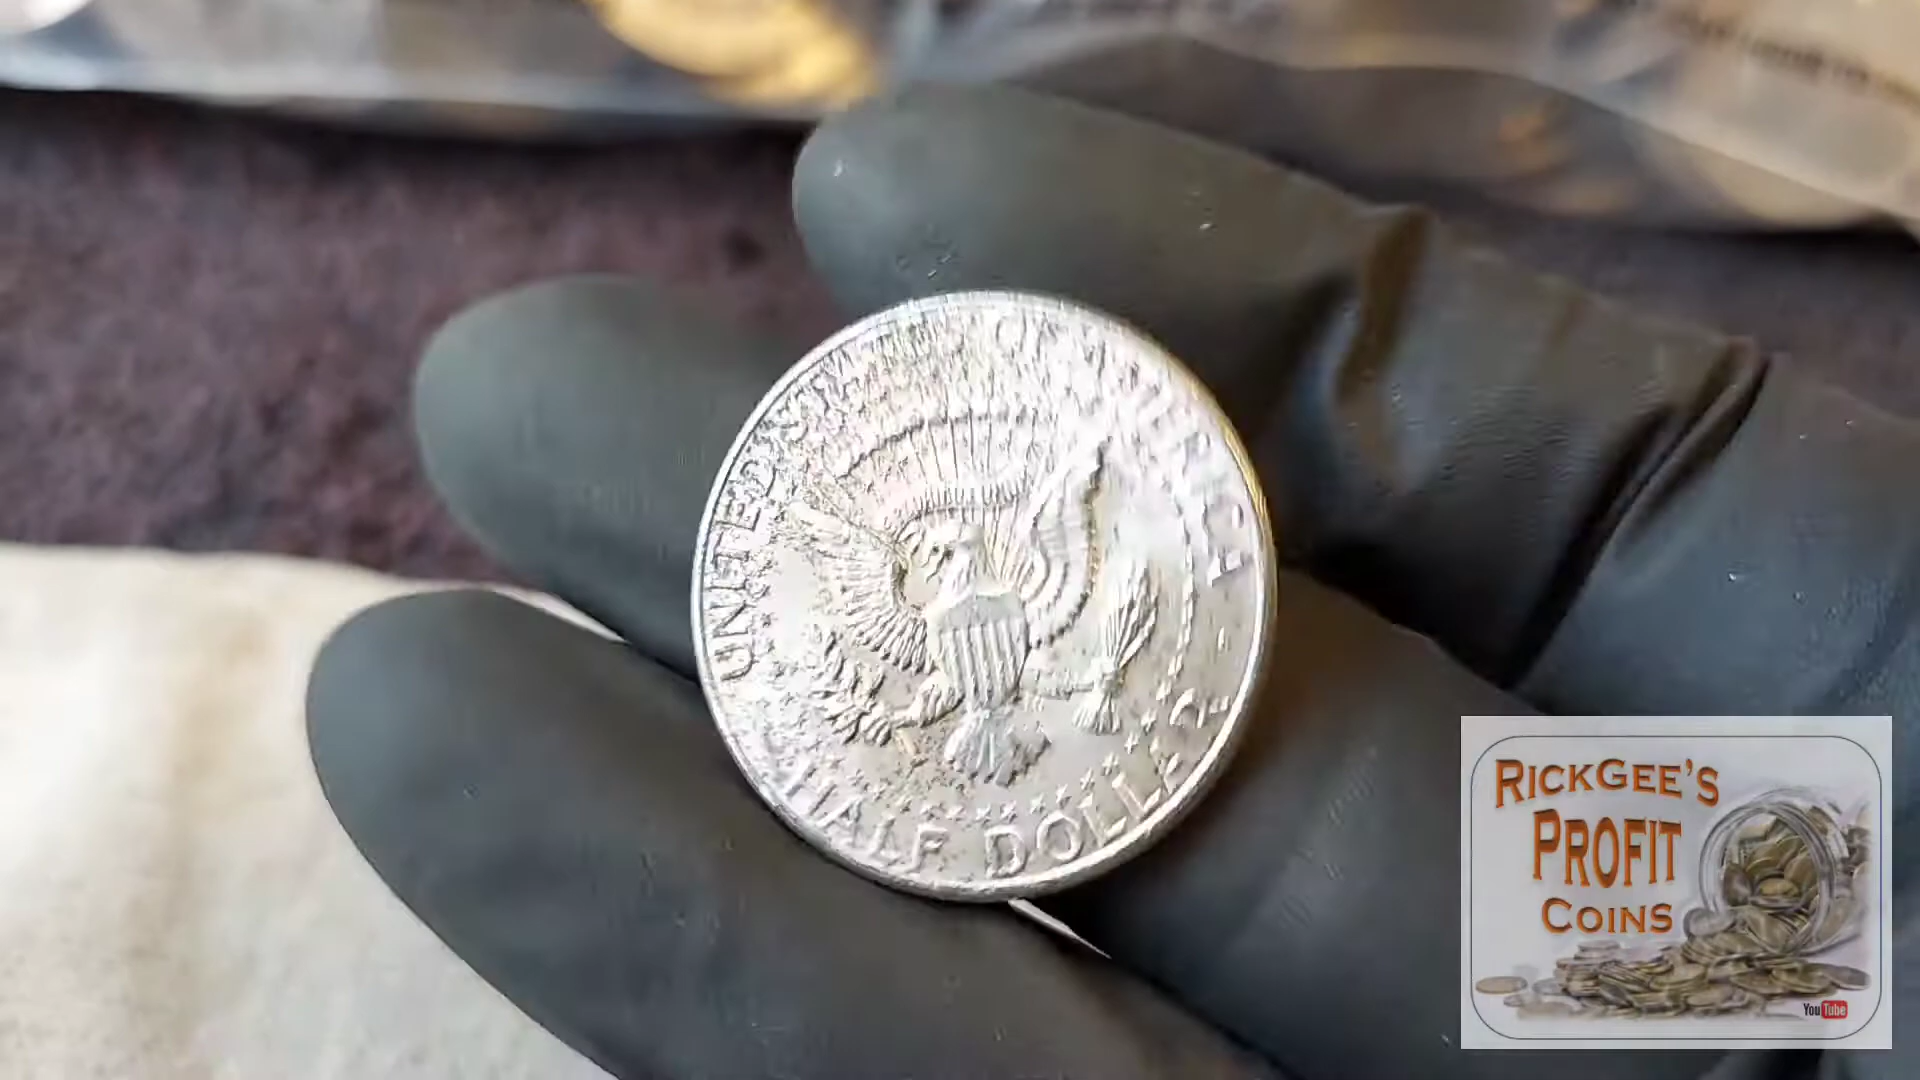 UNITED STATES OF AMERICA
HALF DOLLAR
RICKGEE'S
PROFIT
COINS
YouTube